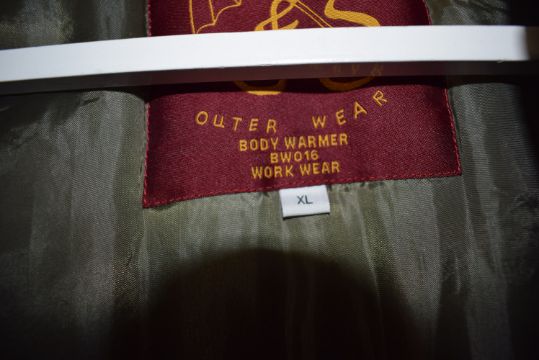 &S
OUTER WEAR
BODY WARMER
BW016
WORK WEAR
XL